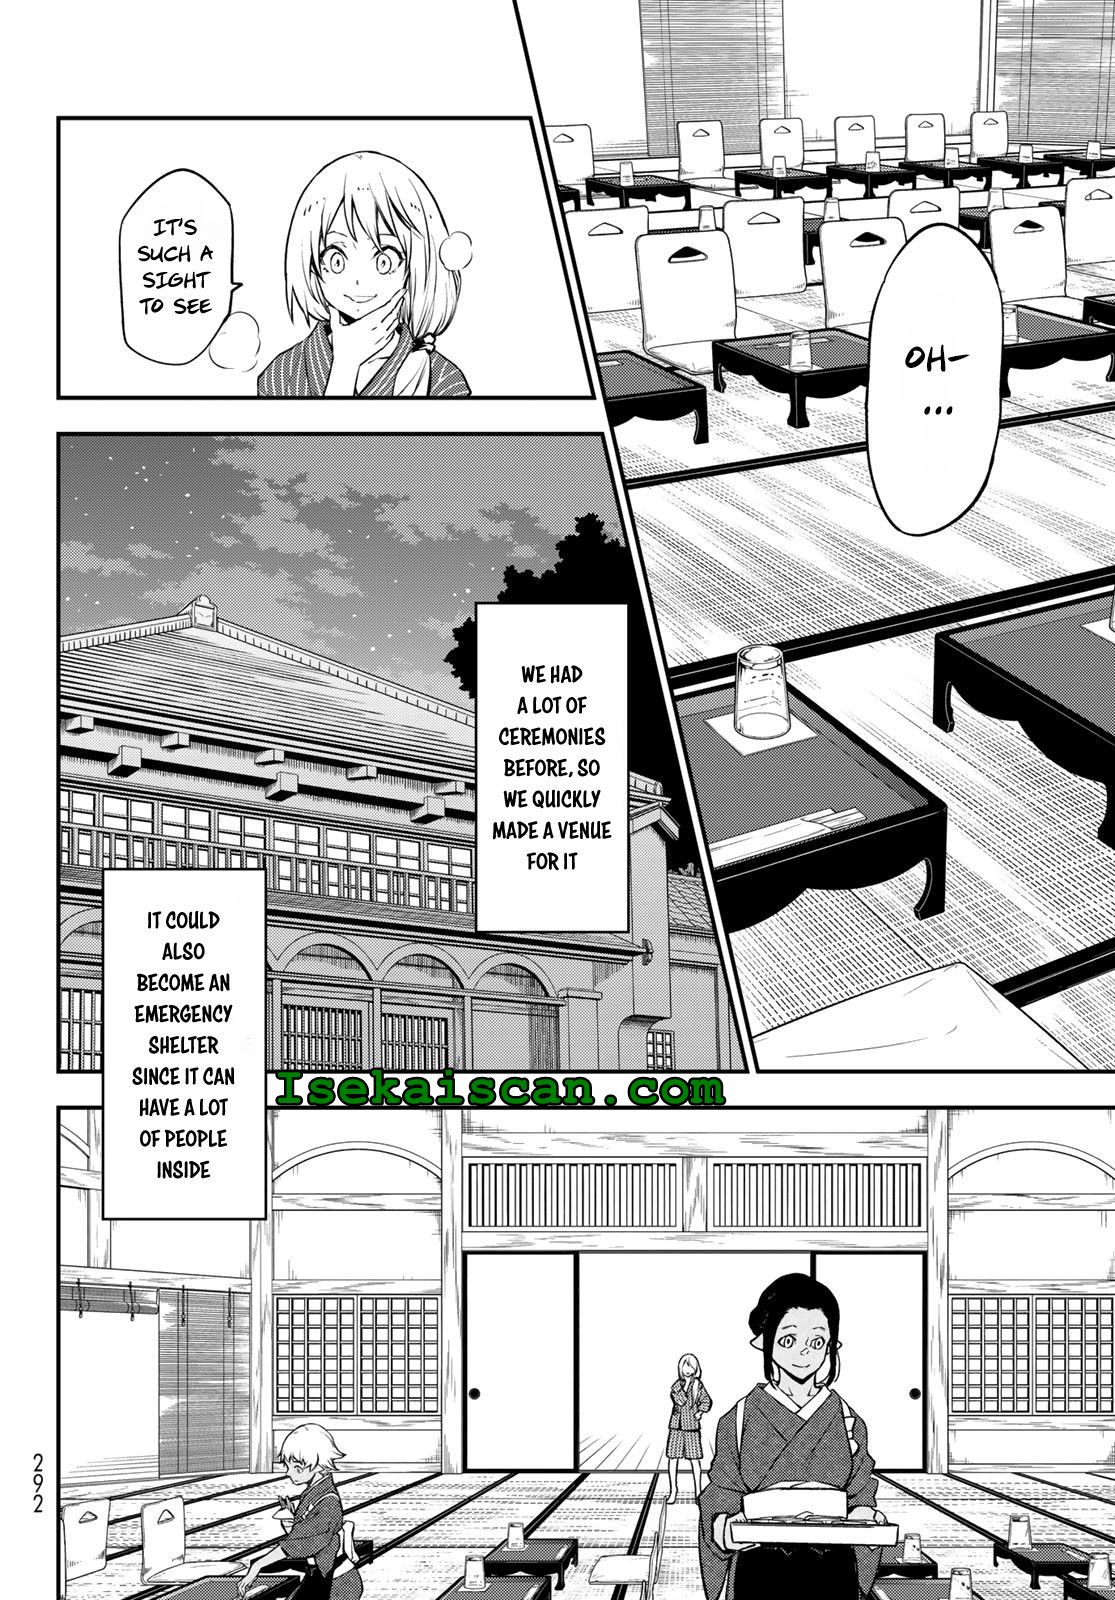 OH-
...
IT'S
SUCH A
SIGHT
TO SEE
WE HAD
A LOT OF
CEREMONIES
BEFORE, SO
WE QUICKLY
MADE A VENUE
FOR IT
IT COULD
ALSO
BECOME AN
EMERGENCY
SHELTER
SINCE IT CAN
HAVE A LOT
OF PEOPLE
INSIDE
Isekaiscan.com
292